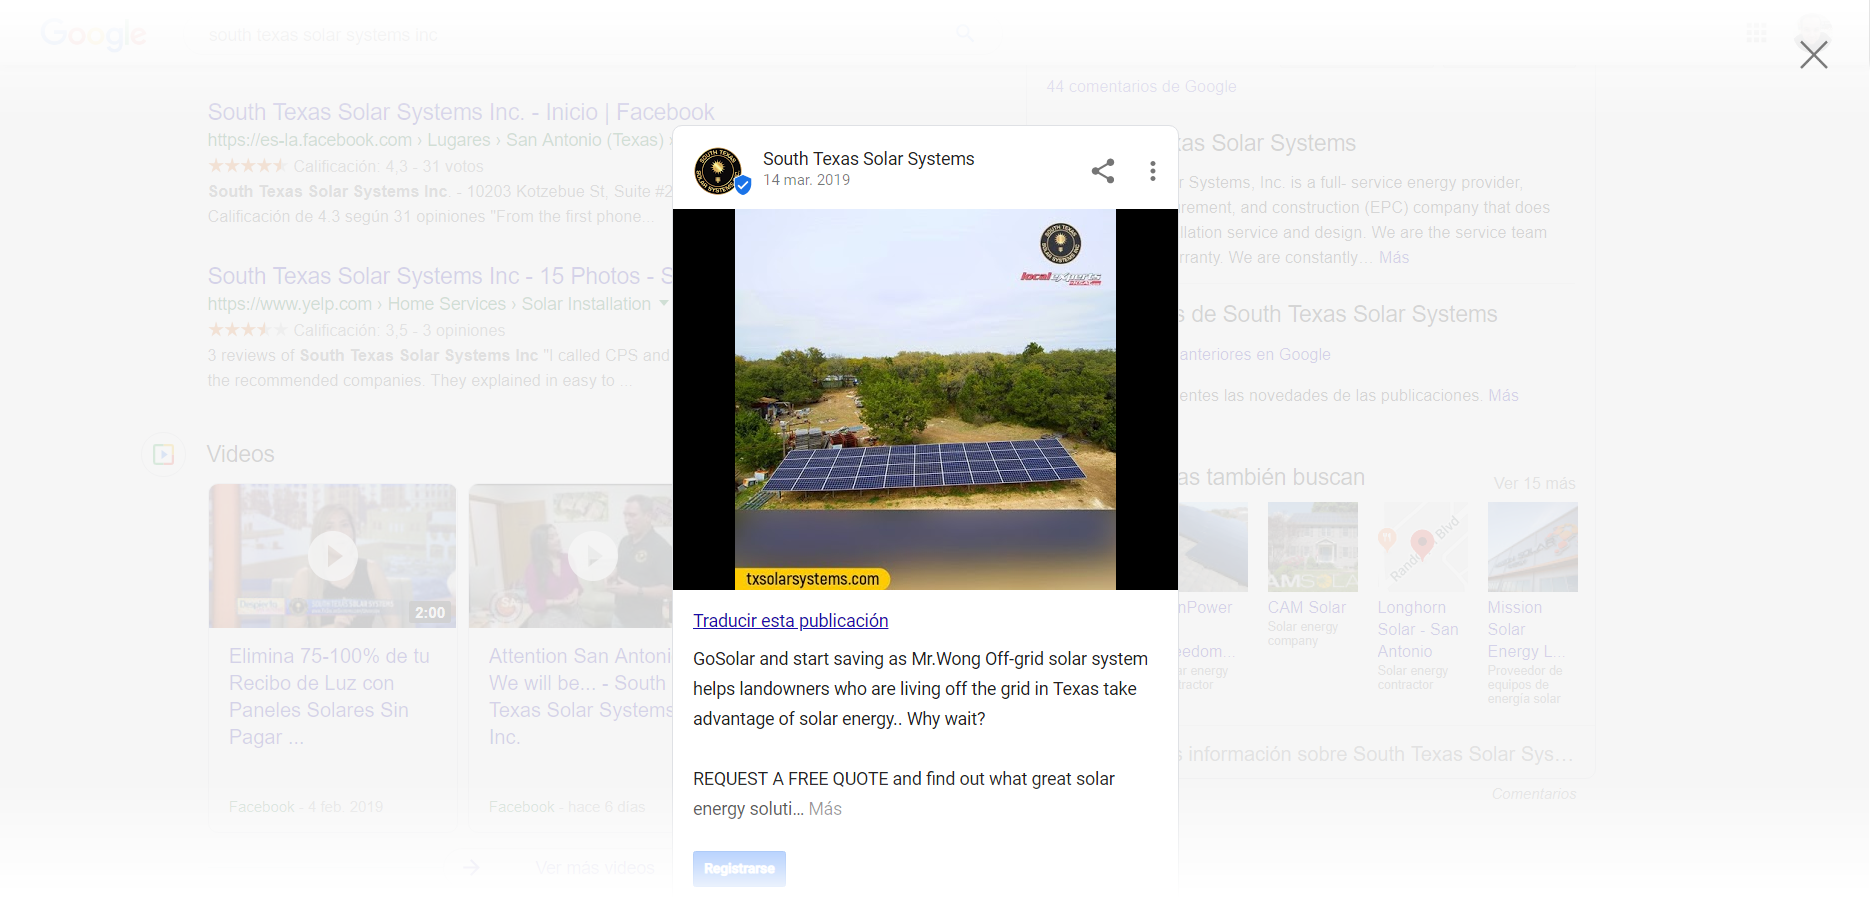 Google
south texas solar systems inc
44 comentarios de Google
South Texas Solar Systems Inc. - Inicio | Facebook
https://es-la.facebook.com › Lugares › San Antonio (Texas) ›
Calificación: 4,3 - 31 votos
South Texas Solar Systems Inc. - 10203 Kotzebue St, Suite #2
Calificación de 4.3 según 31 opiniones "From the first phone...
South Texas Solar Systems Inc - 15 Photos - S
https://www.yelp.com › Home Services › Solar Installation
Calificación: 3,5 - 3 opiniones
3 reviews of South Texas Solar Systems Inc "I called CPS and
the recommended companies. They explained in easy to ...
Videos
2:00
Elimina 75-100% de tu
Recibo de Luz con
Paneles Solares Sin
Pagar ...
Facebook - 4 feb. 2019
Attention San Antoni
We will be... - South
Texas Solar Systems
Inc.
Facebook - hace 6 días
Ver mas videos
South Texas Solar Systems
14 mar. 2019
SOUTH TEXAS
SOLAR SYSTEMS INC
local experts
txsolarsystems.com
Traducir esta publicación
GoSolar and start saving as Mr.Wong Off-grid solar system
helps landowners who are living off the grid in Texas take
advantage of solar energy.. Why wait?
REQUEST A FREE QUOTE and find out what great solar
energy soluti... Más
Registrarse
as Solar Systems
r Systems, Inc. is a full- service energy provider,
rement, and construction (EPC) company that does
llation service and design. We are the service team
rranty. We are constantly... Más
s de South Texas Solar Systems
anteriores en Google
entes las novedades de las publicaciones. Más
as también buscan
Ver 15 más
nPower
edom...
r energy
ractor
CAM Solar
Solar energy
company
Longhorn
Solar - San
Antonio
Solar energy
contractor
Mission
Solar
Energy L...
Proveedor de
equipos de
energía solar
s información sobre South Texas Solar Sys...
Comentarios